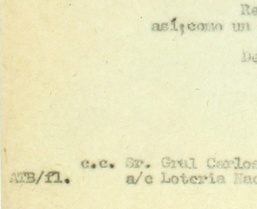 Re
así;como un
De
c.c. Sr. Gral Carlos
ATB/fl. a/c Loteria Nac